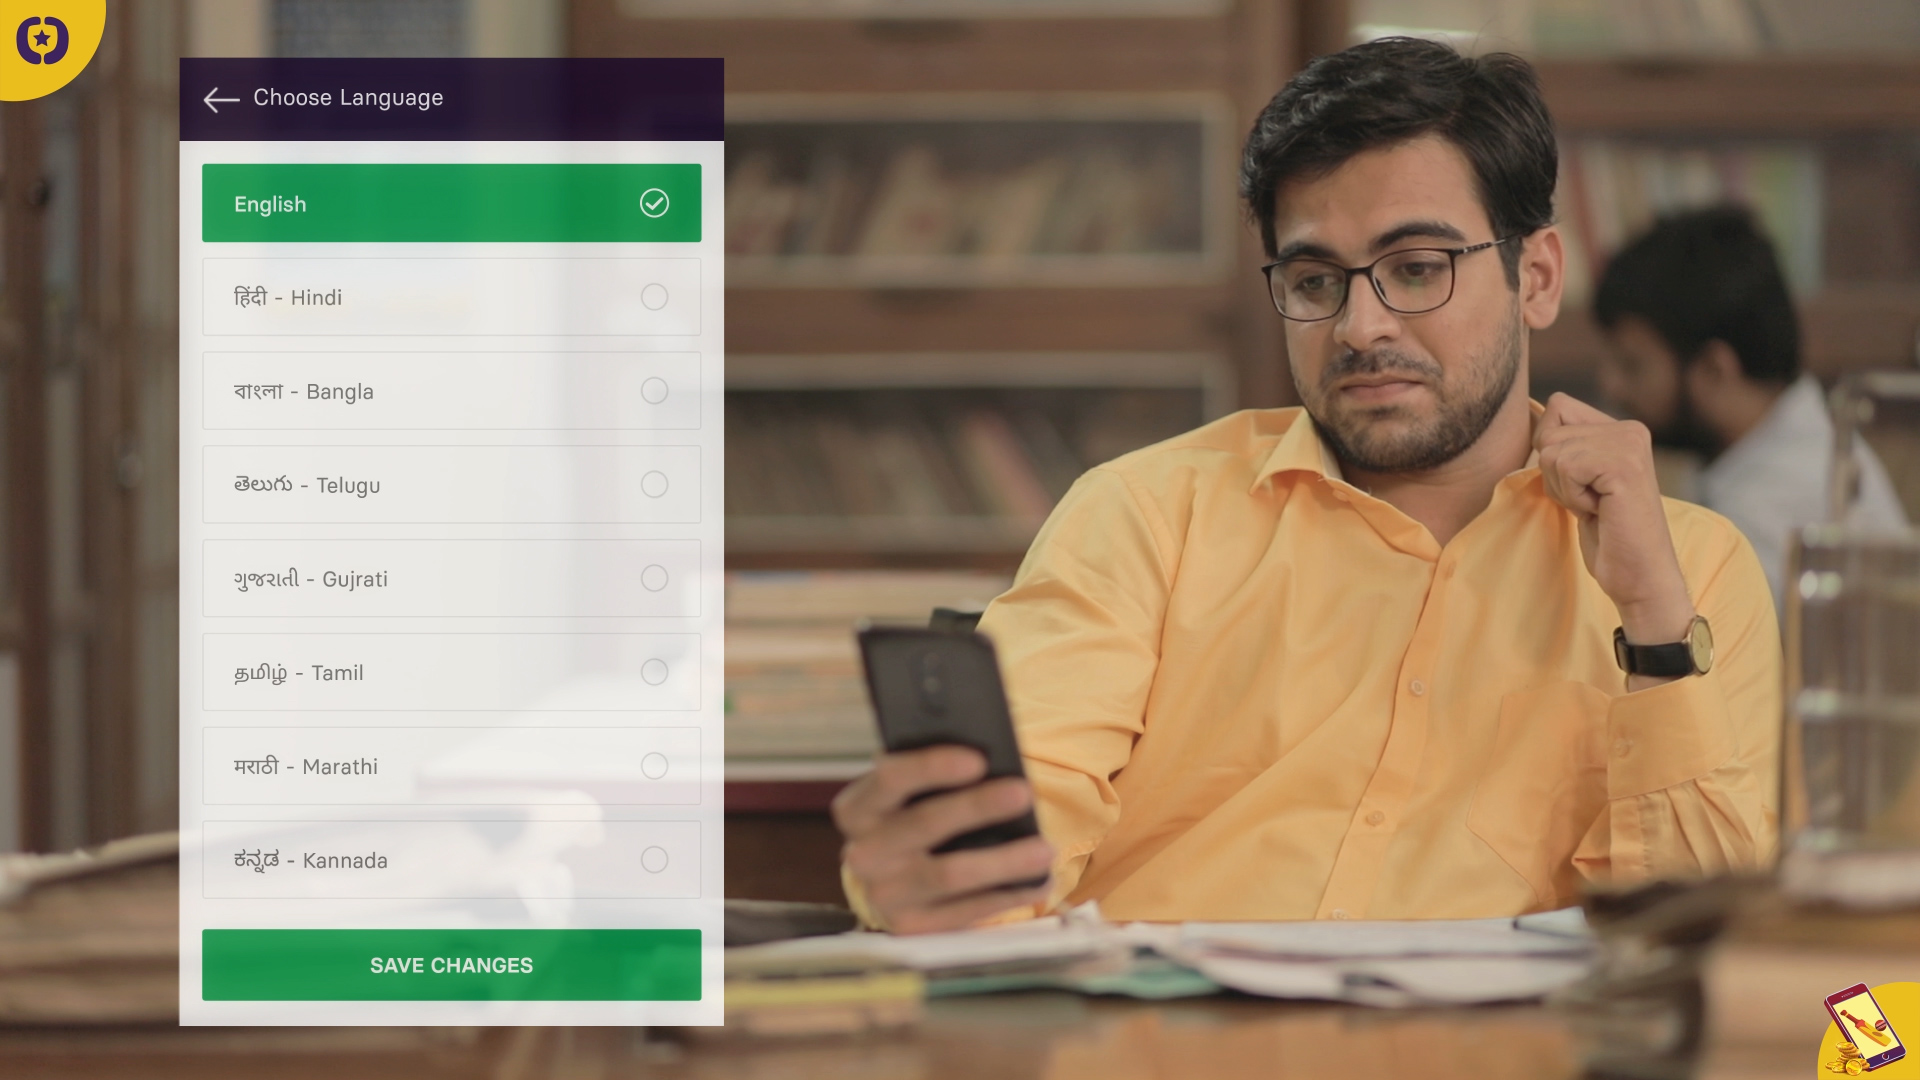 Choose Language
English
हिंदी - Hindi
বাংলা - Bangla
తెలుగు - Telugu
ગુજરાતી - Gujrati
தமிழ் - Tamil
मराठी - Marathi
ಕನ್ನಡ - Kannada
SAVE CHANGES